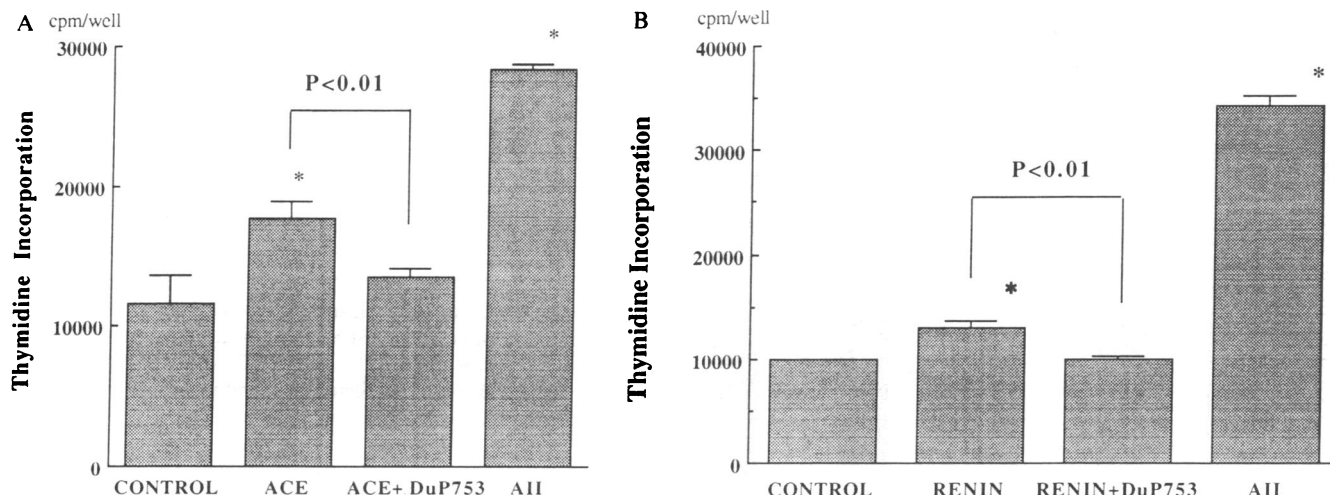 A cpm/well
30000
20000
10000
0
Thymidine Incorporation
P<0.01
*
*
CONTROL ACE ACE+ DuP753 AII
B cpm/well
40000
30000
20000
10000
0
Thymidine Incorporation
P<0.01
*
*
CONTROL RENIN RENIN+DuP753 AII